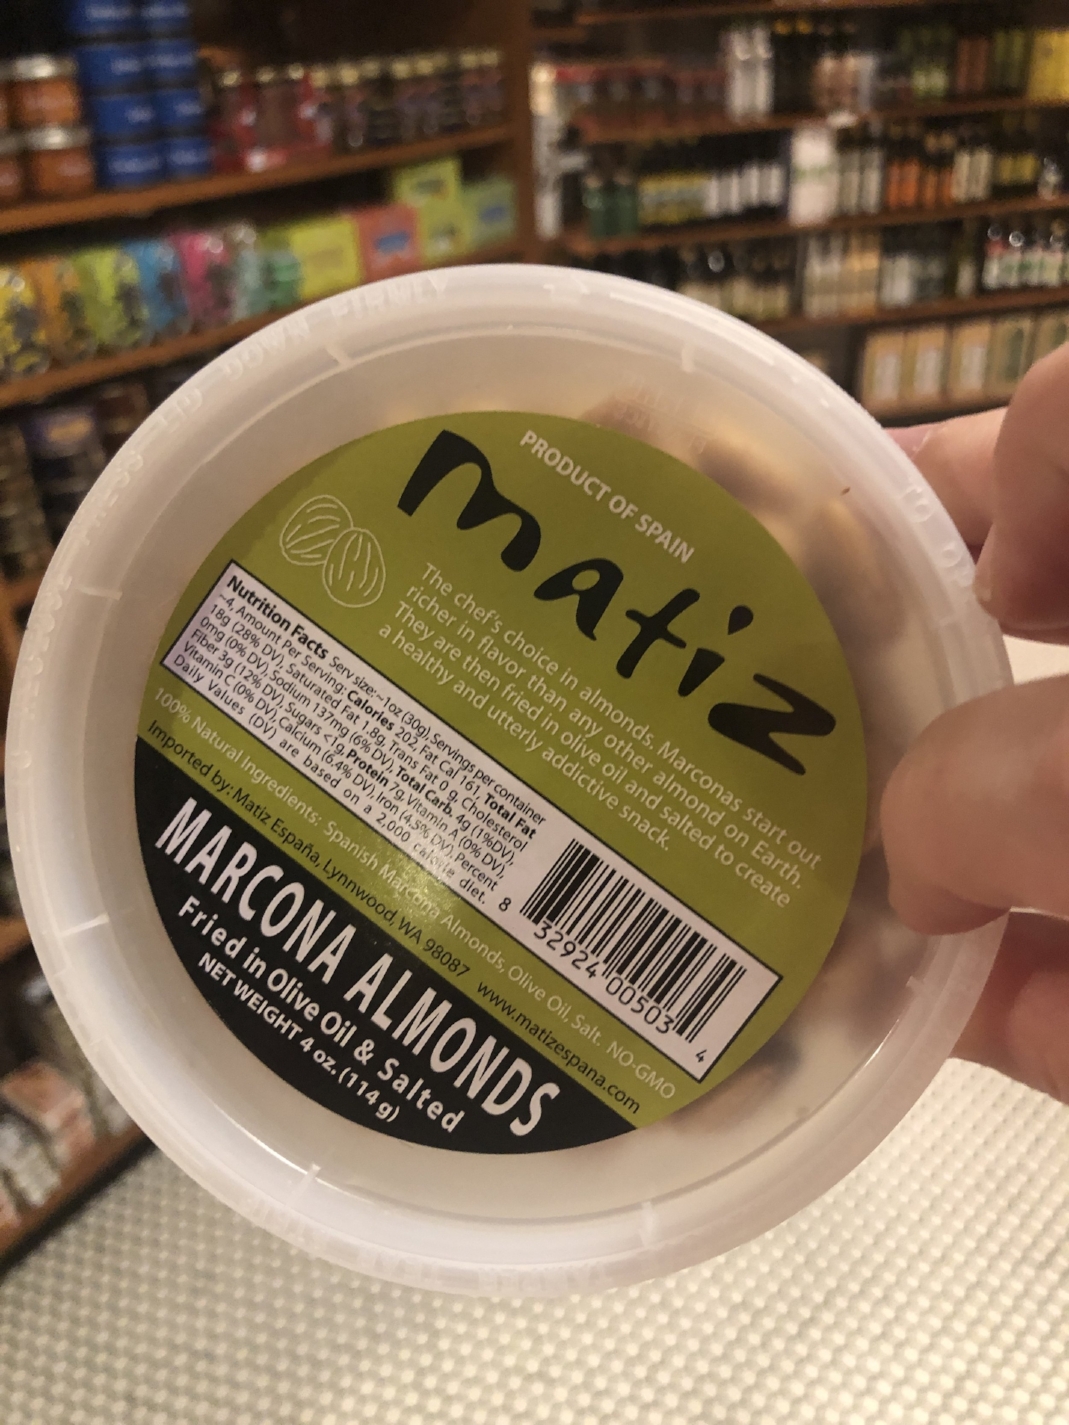 PRODUCT OF SPAIN
matiz
The chef's choice in almonds. Marconas start out
richer in flavor than any other almond on Earth.
They are then fried in olive oil and salted to create
a healthy and utterly addictive snack.
Nutrition Facts Serv size: ~1oz (30g), Servings per container
~4, Amount Per Serving: Calories 202, Fat Cal 161, Total Fat
18g (28% DV), Saturated Fat 1.8g, Trans Fat 0 g, Cholesterol
0mg (0% DV), Sodium 137mg (6% DV), Total Carb. 4g (1%DV),
Fiber 3g (12% DV), Sugars <1g, Protein 7g, Vitamin A (0% DV),
Vitamin C (0% DV), Calcium (6.4% DV), Iron (4.5% DV), Percent
Daily Values (DV) are based on a 2,000 calorie diet.
8 32924 00503 4
100% Natural Ingredients: Spanish Marcona Almonds, Olive Oil, Salt. NO-GMO
Imported by: Matiz España, Lynnwood, WA 98087 www.matizespana.com
MARCONA ALMONDS
Fried in Olive Oil & Salted
NET WEIGHT 4 oz. (114 g)